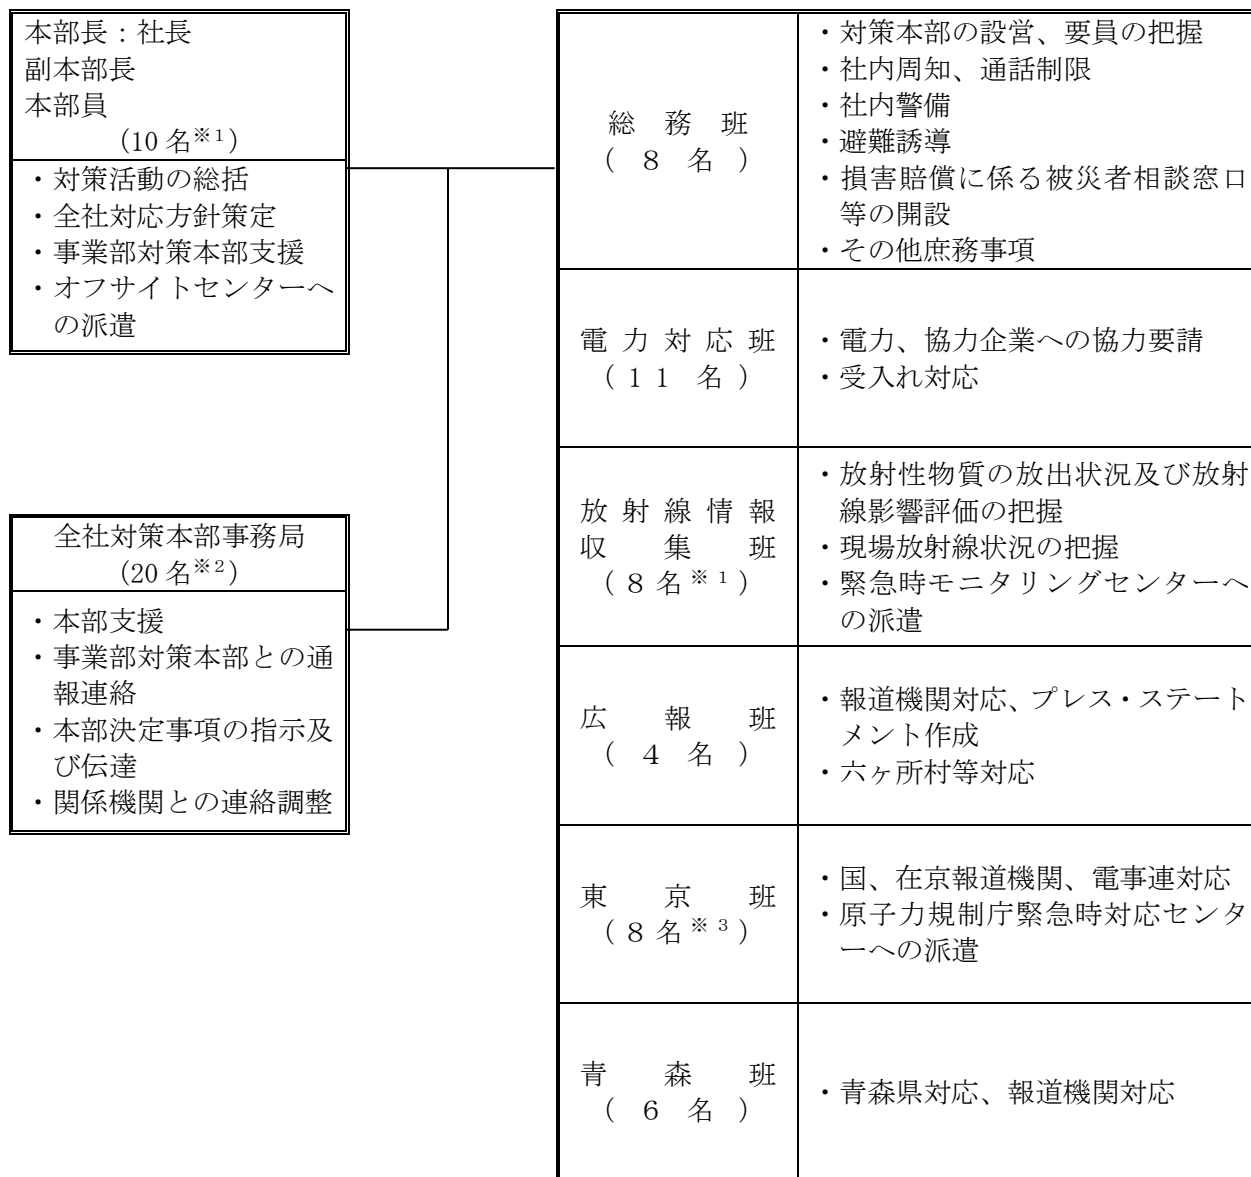 本部長：社長
副本部長
本部員
（10名※1）
・対策活動の総括
・全社対応方針策定
・事業部対策本部支援
・オフサイトセンターへ
の派遣
全社対策本部事務局
（20名※2）
・本部支援
・事業部対策本部との通
報連絡
・本部決定事項の指示及
び伝達
・関係機関との連絡調整
総務班
（8名）
・対策本部の設営、要員の把握
・社内周知、通話制限
・社内警備
・避難誘導
・損害賠償に係る被災者相談窓口
等の開設
・その他庶務事項
電力対応班
（11名）
・電力、協力企業への協力要請
・受入れ対応
放射線情報
収集班
（8名※1）
・放射性物質の放出状況及び放射
線影響評価の把握
・現場放射線状況の把握
・緊急時モニタリングセンターへ
の派遣
広報班
（4名）
・報道機関対応、プレス・ステート
メント作成
・六ヶ所村等対応
東京班
（8名※3）
・国、在京報道機関、電事連対応
・原子力規制庁緊急時対応センタ
ーへの派遣
青森班
（6名）
・青森県対応、報道機関対応